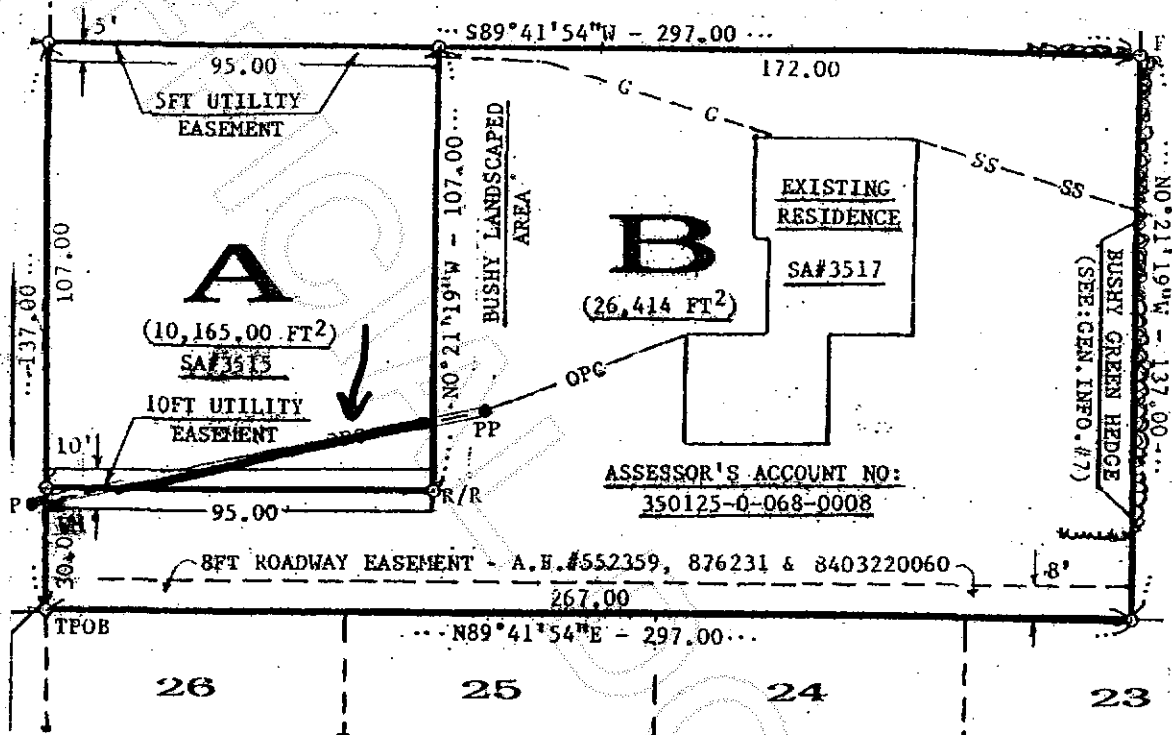 5'
··· S89°41'54"W - 297.00 ···
95.00
172.00
5FT UTILITY
EASEMENT
G
G
SS
SS
107.00
···137.00···
···N0°21'19"W - 107.00···
BUSHY LANDSCAPED
AREA
A
(10,165.00 FT²)
SA#3515
10FT UTILITY
EASEMENT
10'
B
(26,414 FT²)
EXISTING
RESIDENCE
SA#3517
OPG
PP
···N0°21'19"W - 137.00···
BUSHY GREEN HEDGE
(SEE:GEN.INFO.#7)
P
R/R
95.00
30.0
ASSESSOR'S ACCOUNT NO:
350125-0-068-0008
8FT ROADWAY EASEMENT - A.F.#552359, 876231 & 8403220060
8'
267.00
TPOB
···N89°41'54"E - 297.00···
26
25
24
23